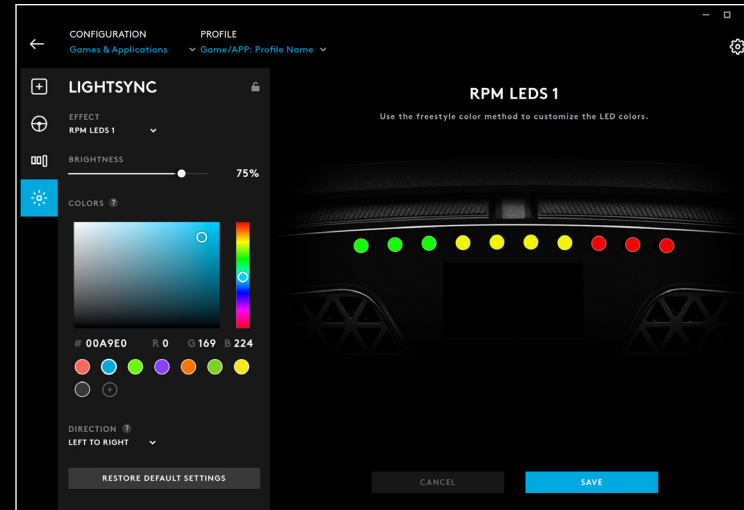 CONFIGURATION
PROFILE
Games & Applications
Game/APP: Profile Name
LIGHTSYNC
EFFECT
RPM LEDS 1
BRIGHTNESS
75%
COLORS ?
# 00A9E0 R 0 G 169 B 224
DIRECTION ?
LEFT TO RIGHT
RESTORE DEFAULT SETTINGS
RPM LEDS 1
Use the freestyle color method to customize the LED colors.
CANCEL
SAVE